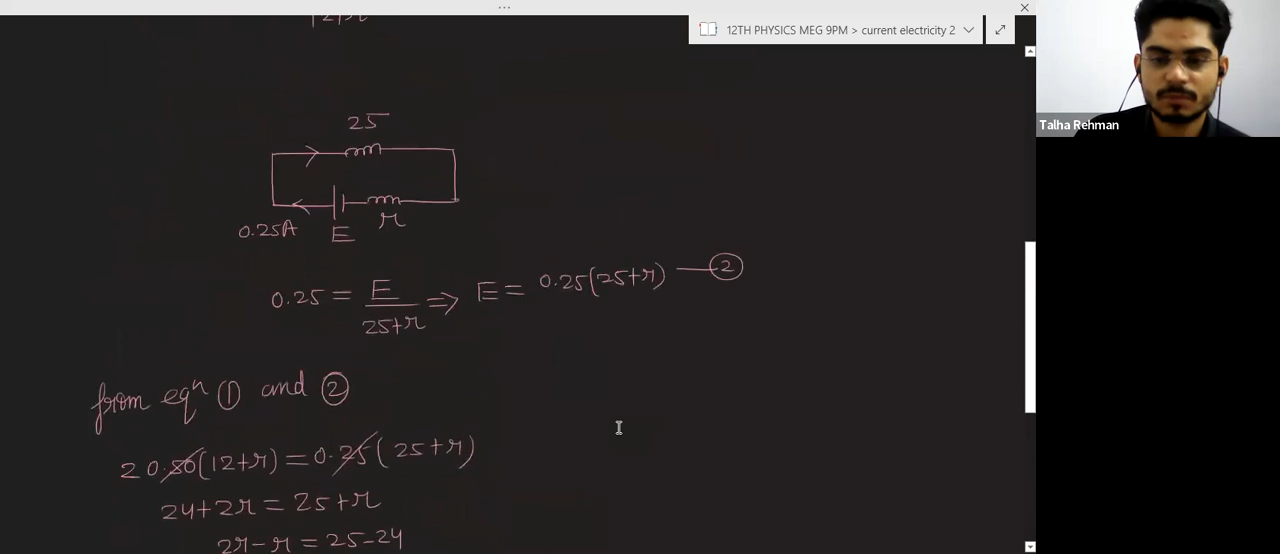 12TH PHYSICS MEG 9PM > current electricity 2
Talha Rehman
25
0.25A
E
r
0.25 = E/25+r ⇒ E = 0.25(25+r) — ②
from eqⁿ ① and ②
2 0.50(12+r) = 0.25(25+r)
24+2r = 25+r
2r-r = 25-24